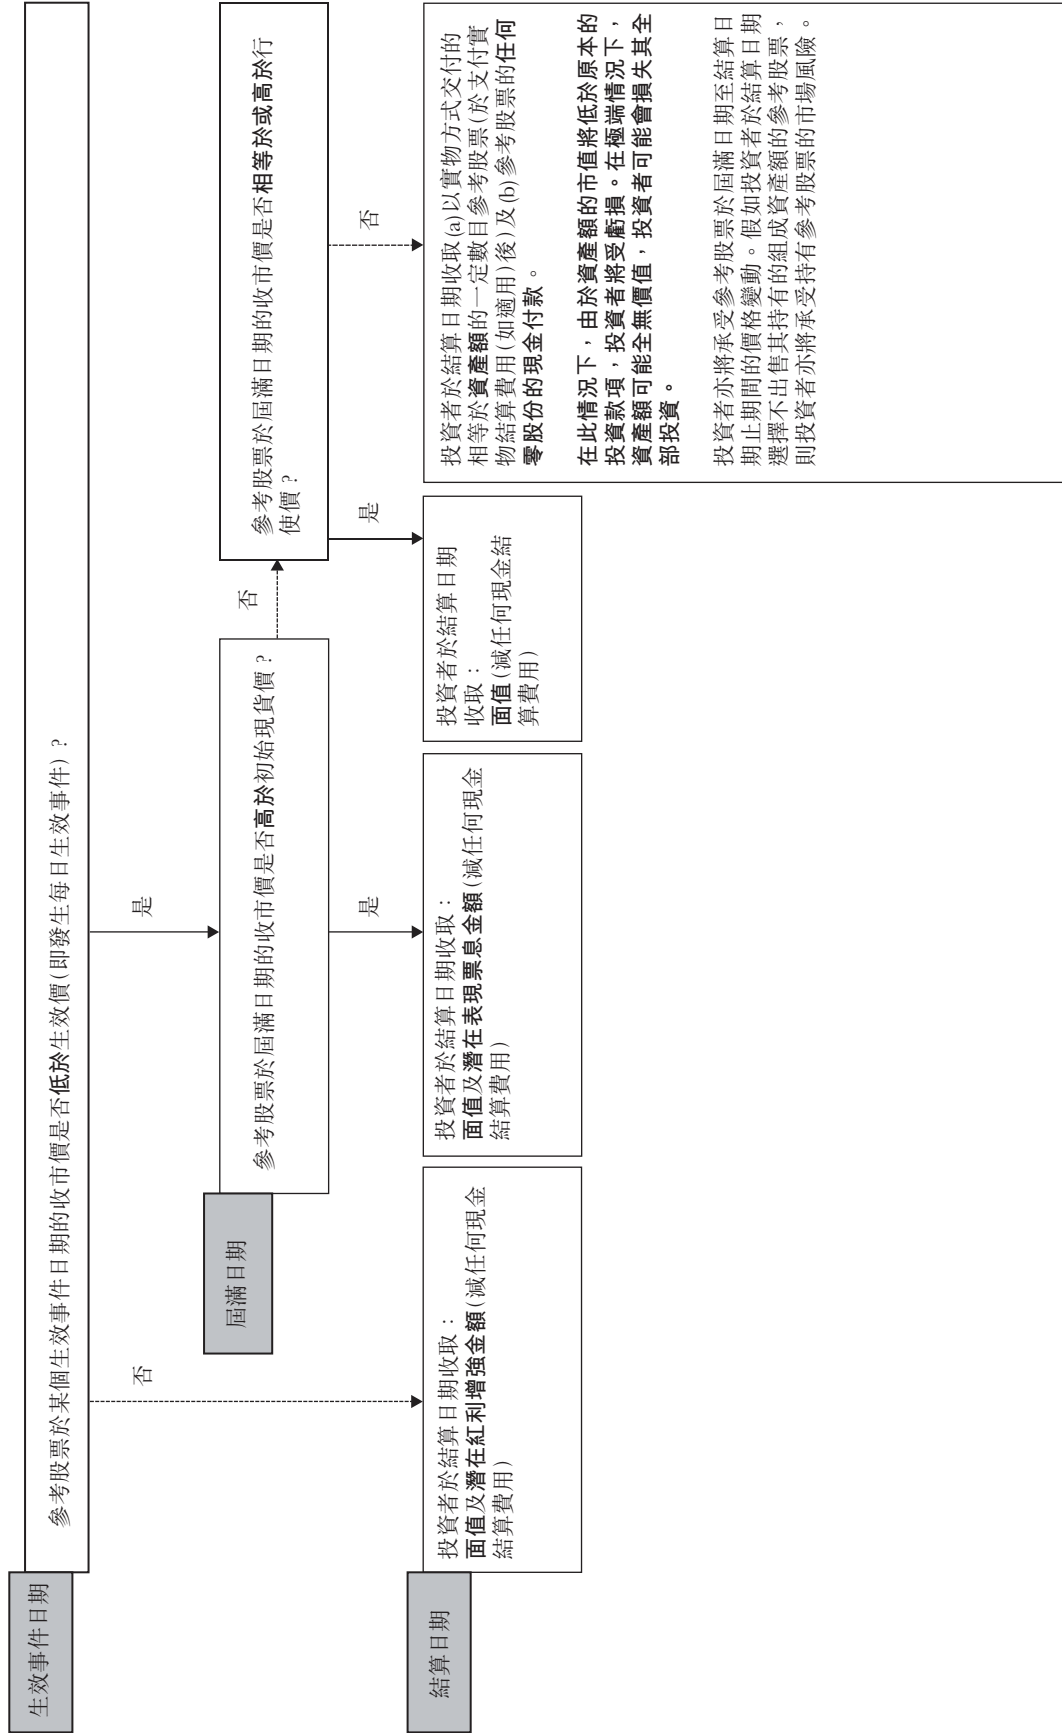 生效事件日期
參考股票於某個生效事件日期的收市價是否低於生效價(即發生每日生效事件)?
否
是
屆滿日期
參考股票於屆滿日期的收市價是否高於初始現貨價?
否
參考股票於屆滿日期的收市價是否相等於或高於行
使價?
是
是
否
結算日期
投資者於結算日期收取:
面值及潛在紅利增強金額(減任何現金
結算費用)
投資者於結算日期收取:
面值及潛在表現票息金額(減任何現金
結算費用)
投資者於結算日期
收取:
面值(減任何現金結
算費用)
投資者於結算日期收取(a)以實物方式交付的
相等於資產額的一定數目參考股票(於支付實
物結算費用(如適用)後)及(b)參考股票的任何
零股份的現金付款。
在此情況下,由於資產額的市值將低於原本的
投資款項,投資者將受虧損。在極端情況下,
資產額可能全無價值,投資者可能會損失其全
部投資。
投資者亦將承受參考股票於屆滿日期至結算日
期止期間的價格變動。假如投資者於結算日期
選擇不出售其持有的組成資產額的參考股票,
則投資者亦將承受持有參考股票的市場風險。